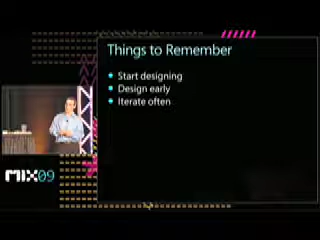 Things to Remember
Start designing
Design early
Iterate often
MIX09